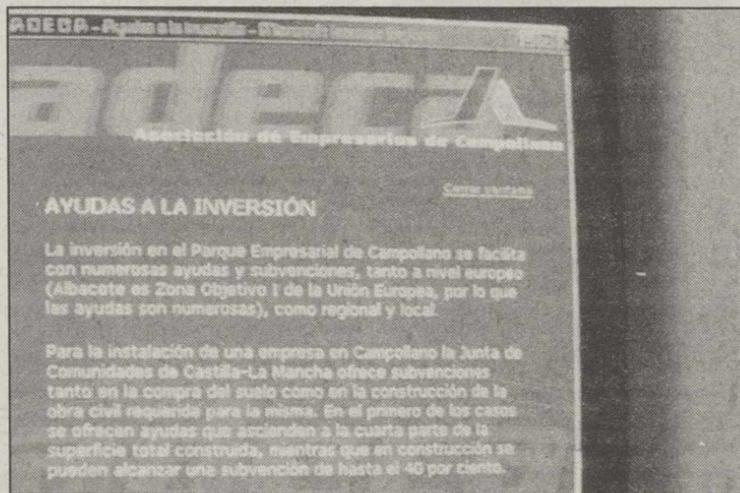 ADECA - Ayudas a la inversión -
adeca
Asociación de Empresarios de Campollano
Cerrar ventana
AYUDAS A LA INVERSIÓN
La inversión en el Parque Empresarial de Campollano se facilita
con numerosas ayudas y subvenciones, tanto a nivel europeo
(Albacete es Zona Objetivo I de la Unión Europea, por lo que
las ayudas son numerosas), como regional y local.
Para la instalación de una empresa en Campollano la Junta de
Comunidades de Castilla-La Mancha ofrece subvenciones
tanto en la compra del suelo como en la construcción de la
obra civil requerida para la misma. En el primero de los casos
se ofrecen ayudas que ascienden a la cuarta parte de la
superficie total construida, mientras que en construcción se
pueden alcanzar una subvención de hasta el 40 por ciento.